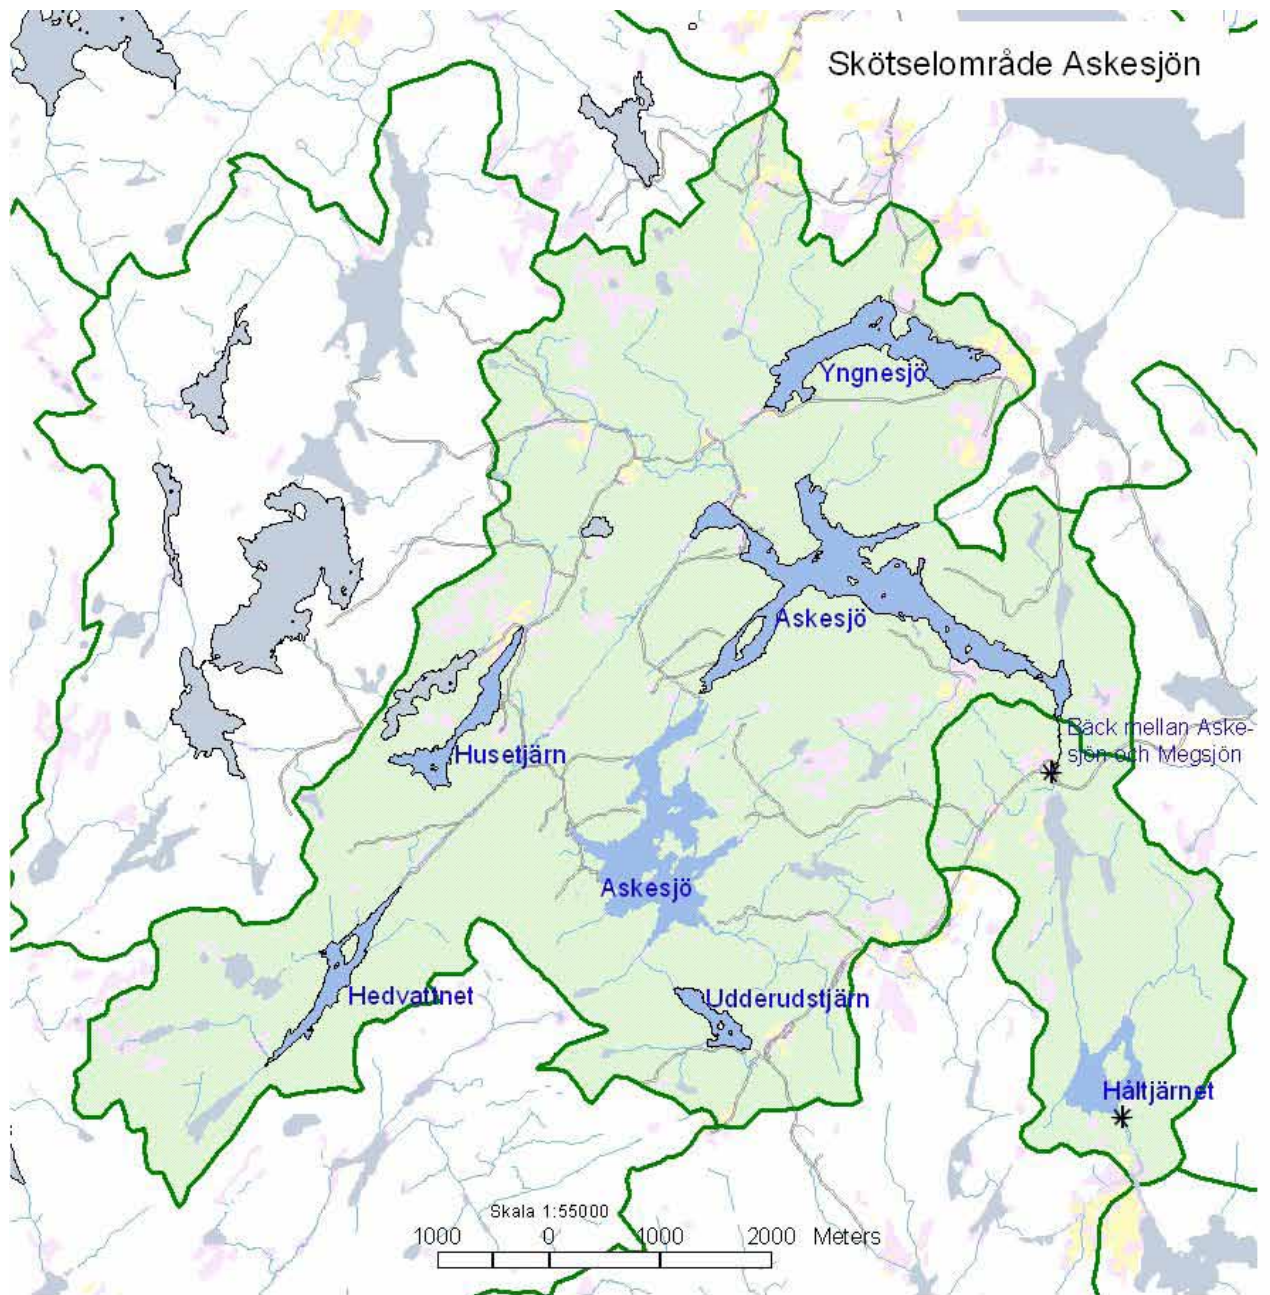 Skötselområde Askesjön
Yngnesjö
Askesjö
Bäck mellan Aske-
sjön och Megsjön
Husetjärn
Askesjö
Hedvattnet
Udderudstjärn
Håltjärnet
Skala 1:55000
1000 0 1000 2000 Meters